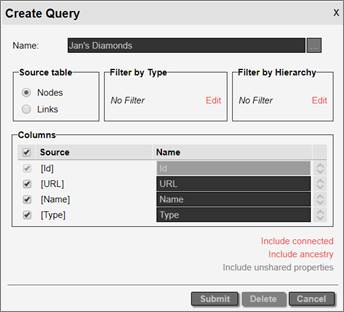 Create Query X
Name: Jan's Diamonds ...
Source table Filter by Type Filter by Hierarchy
Nodes No Filter Edit No Filter Edit
Links
Columns
Source Name
[Id] Id
[URL] URL
[Name] Name
[Type] Type
Include connected
Include ancestry
Include unshared properties
Submit Delete Cancel